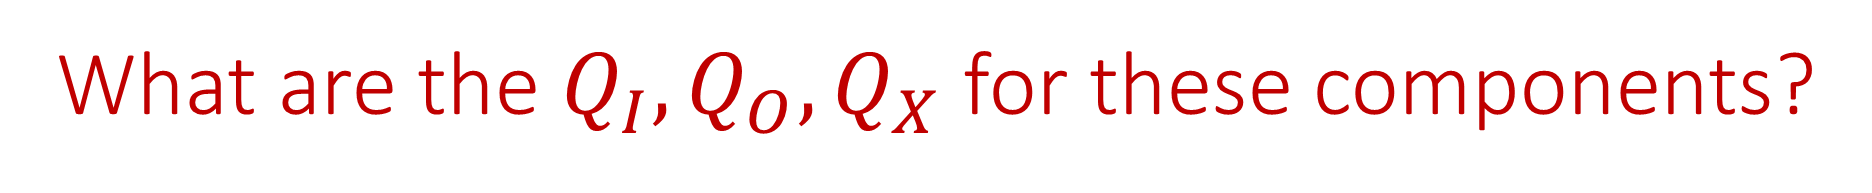 What are the $Q_I, Q_O, Q_X$ for these components?